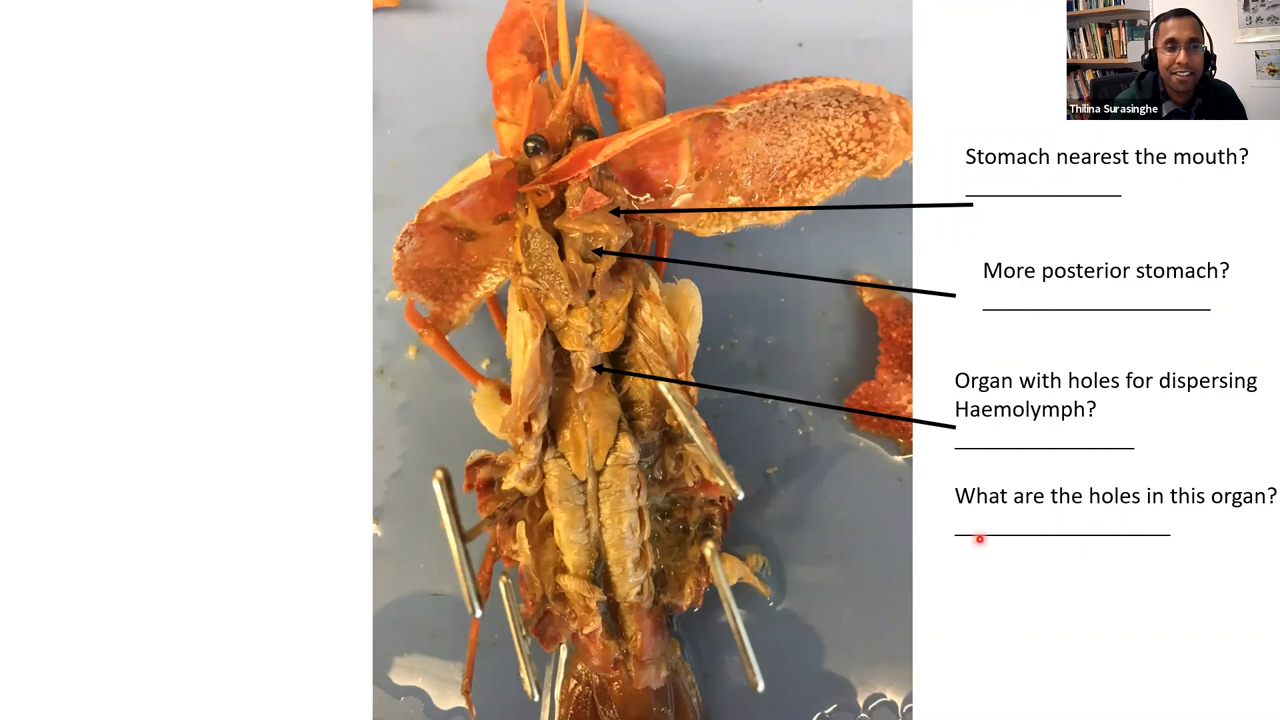 Thilina Surasinghe
Stomach nearest the mouth?
More posterior stomach?
Organ with holes for dispersing
Haemolymph?
What are the holes in this organ?